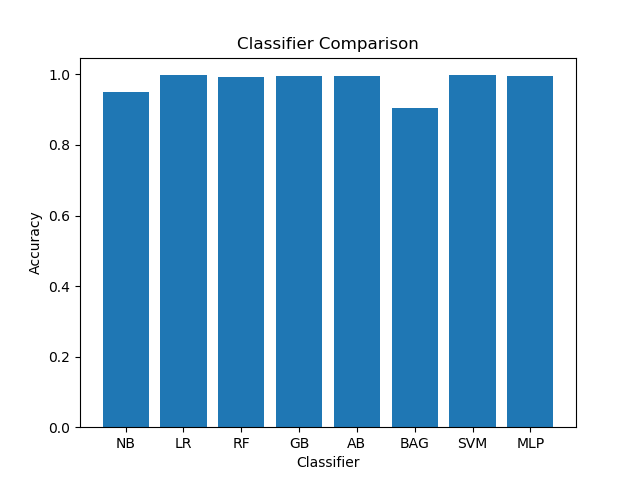 Classifier Comparison
1.0
0.8
0.6
0.4
0.2
0.0
Accuracy
NB LR RF GB AB BAG SVM MLP
Classifier